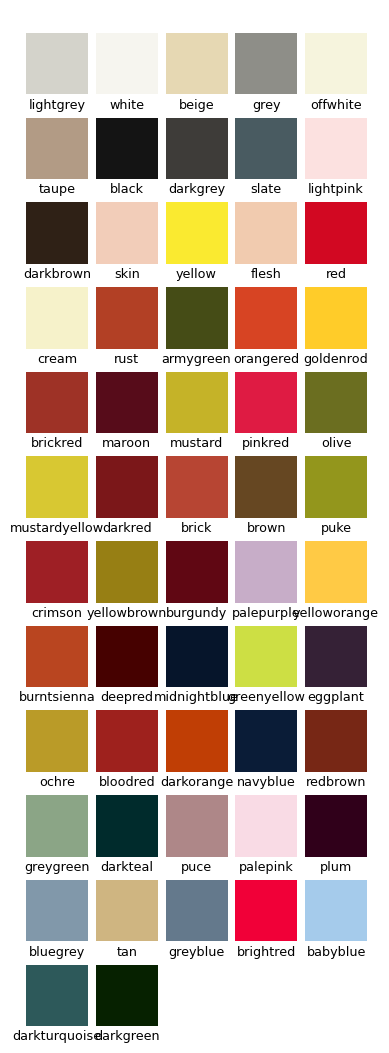 lightgrey white beige grey offwhite
taupe black darkgrey slate lightpink
darkbrown skin yellow flesh red
cream rust armygreen orangered goldenrod
brickred maroon mustard pinkred olive
mustardyellow darkred brick brown puke
crimson yellowbrown burgundy palepurple yelloworange
burntsienna deepred midnightblue greenyellow eggplant
ochre bloodred darkorange navyblue redbrown
greygreen darkteal puce palepink plum
bluegrey tan greyblue brightred babyblue
darkturquoise darkgreen